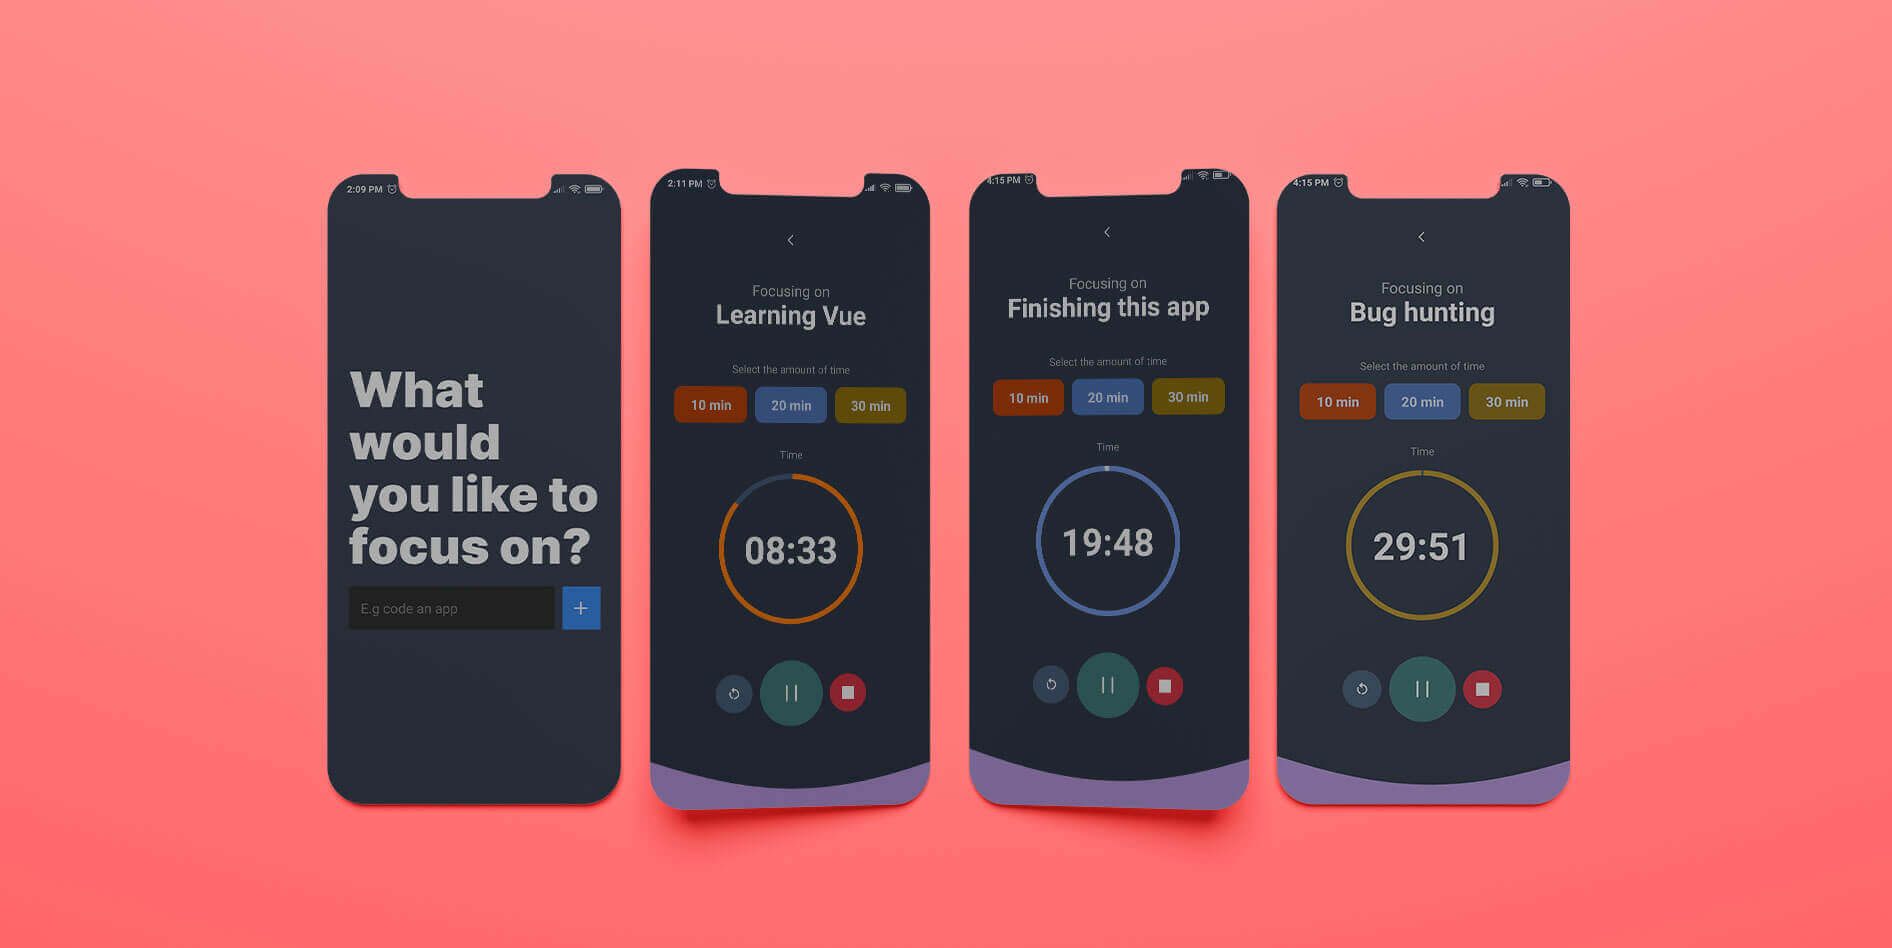 2:09 PM
What
would
you like to
focus on?
E.g code an app
+
2:11 PM
Focusing on
Learning Vue
Select the amount of time
10 min
20 min
30 min
Time
08:33
4:15 PM
Focusing on
Finishing this app
Select the amount of time
10 min
20 min
30 min
Time
19:48
4:15 PM
Focusing on
Bug hunting
Select the amount of time
10 min
20 min
30 min
Time
29:51